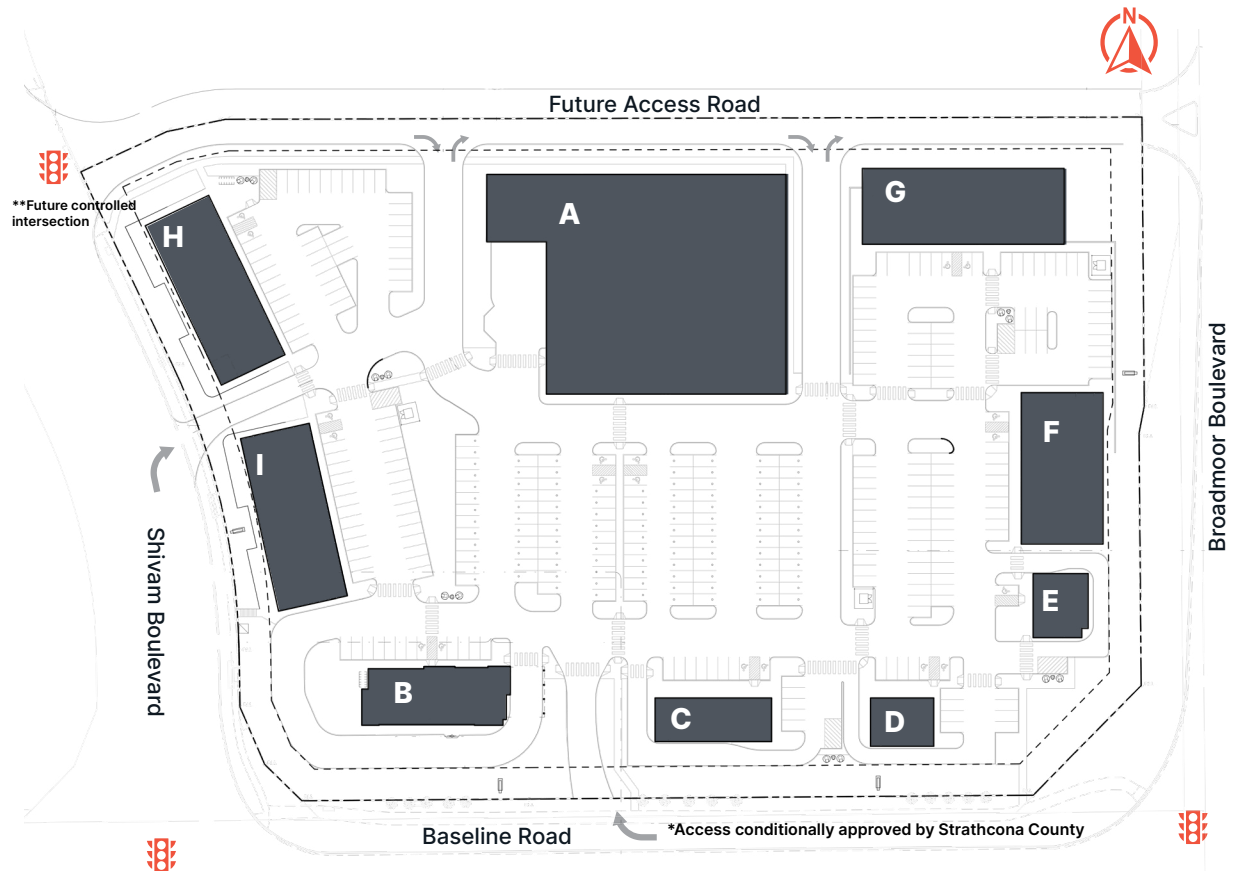 N
Future Access Road
**Future controlled
intersection
A
G
H
F
I
Broadmoor Boulevard
Shivam Boulevard
E
B
C
D
Baseline Road
*Access conditionally approved by Strathcona County